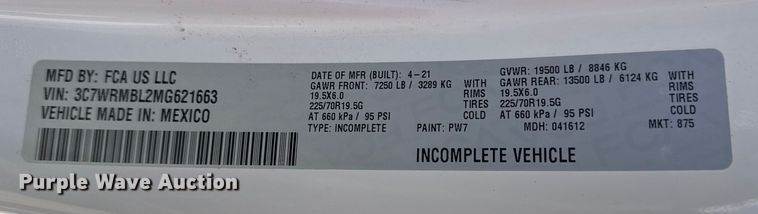 MFD BY: FCA US LLC
VIN: 3C7WRMBL2MG621663
VEHICLE MADE IN: MEXICO
DATE OF MFR (BUILT): 4-21
GAWR FRONT: 7250 LB / 3289 KG WITH
19.5X6.0 RIMS
225/70R19.5G TIRES
AT 660 kPa / 95 PSI COLD
TYPE: INCOMPLETE PAINT: PW7
GVWR: 19500 LB / 8846 KG
GAWR REAR: 13500 LB / 6124 KG WITH
19.5X6.0 RIMS
225/70R19.5G TIRES
AT 660 kPa / 95 PSI COLD
MDH: 041612 MKT: 875
INCOMPLETE VEHICLE
Purple Wave Auction